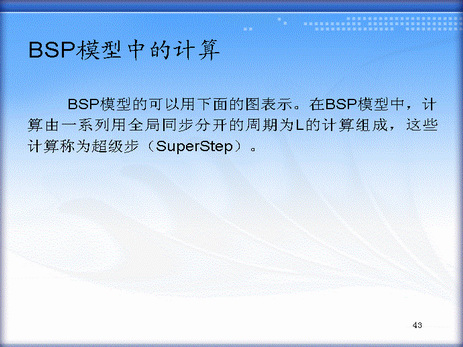 BSP模型中的计算
BSP模型的可以用下面的图表示。在BSP模型中，计
算由一系列用全局同步分开的周期为L的计算组成，这些
计算称为超级步（SuperStep）。
43